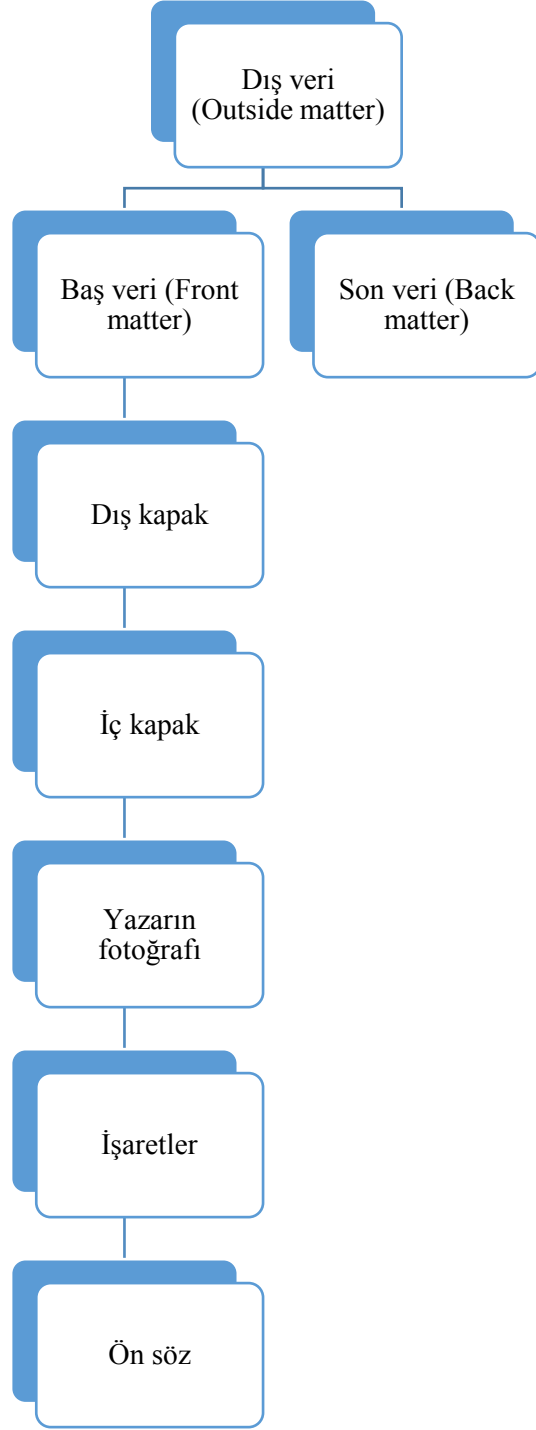 Dış veri
(Outside matter)
Baş veri (Front
matter)
Son veri (Back
matter)
Dış kapak
İç kapak
Yazarın
fotoğrafı
İşaretler
Ön söz